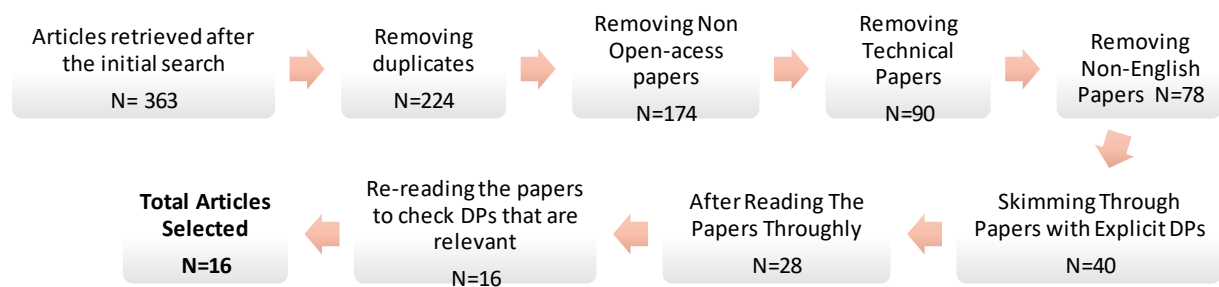 Articles retrieved after
the initial search
N= 363
Removing
duplicates
N=224
Removing Non
Open-acess
papers
N=174
Removing
Technical
Papers
N=90
Removing
Non-English
Papers N=78
Skimming Through
Papers with Explicit DPs
N=40
After Reading The
Papers Throughly
N=28
Re-reading the papers
to check DPs that are
relevant
N=16
Total Articles
Selected
N=16